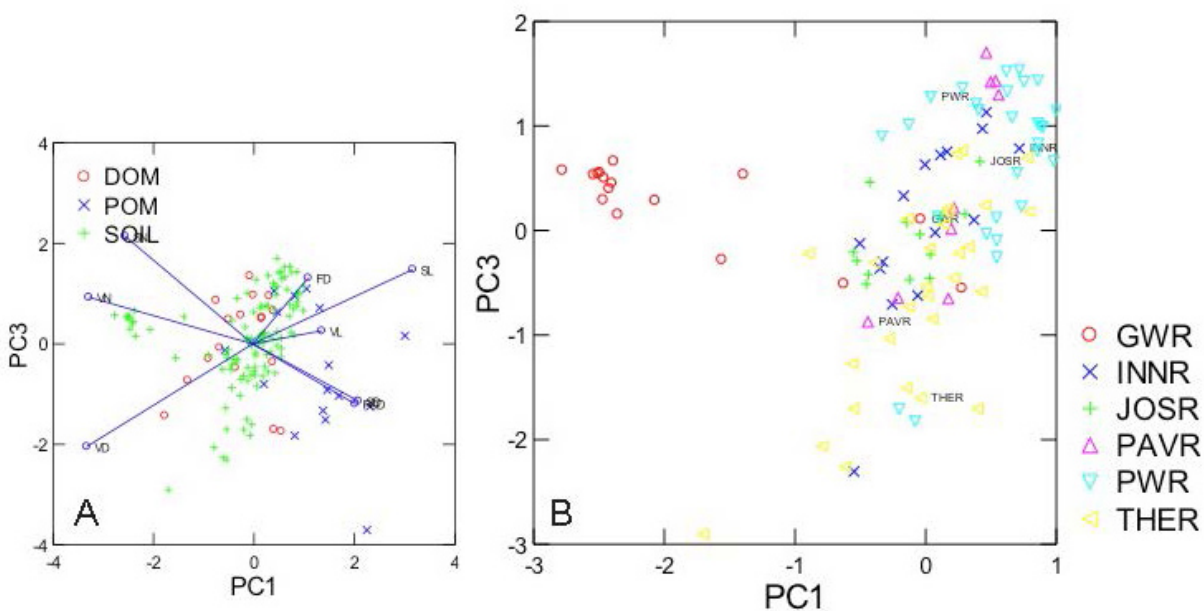 4
2
0
-2
-4
PC3
DOM
POM
SOIL
VN
VD
FD
SL
VL
A
-4
-2
0
2
4
PC1
2
1
0
-1
-2
-3
PC3
PWR
INNR
JOSR
GWR
PAVR
THER
B
-3
-2
-1
0
1
PC1
GWR
INNR
JOSR
PAVR
PWR
THER